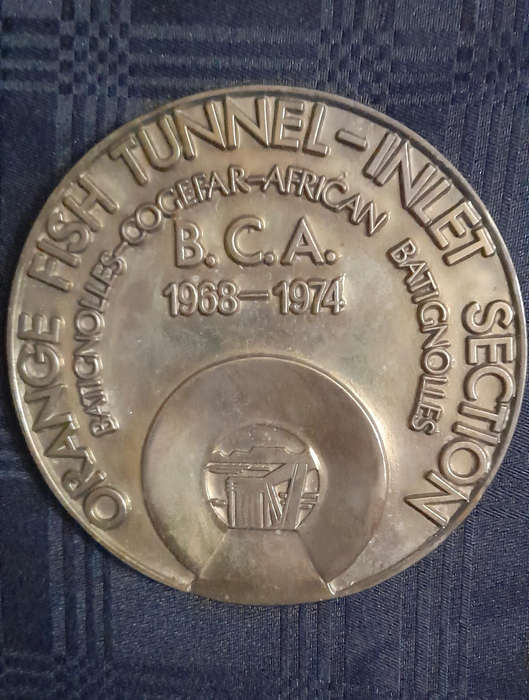 ORANGE FISH TUNNEL-INLET SECTION
BATIGNOLLES-COGEFAR-AFRICAN BATIGNOLLES
B.C.A.
1968-1974